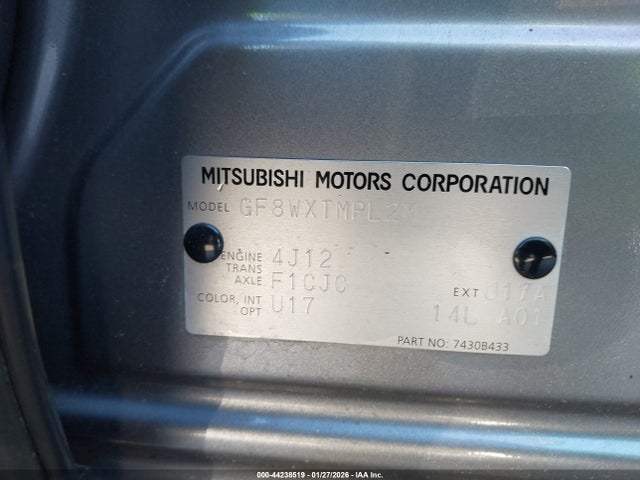 MITSUBISHI MOTORS CORPORATION
MODEL GF8WXTMPL2M
ENGINE 4J12
TRANS AXLE F1CJC
COLOR, INT OPT U17 EXT U17A
14L A01
PART NO: 7430B433
000-44238519 | 01/27/2026 | IAA Inc.